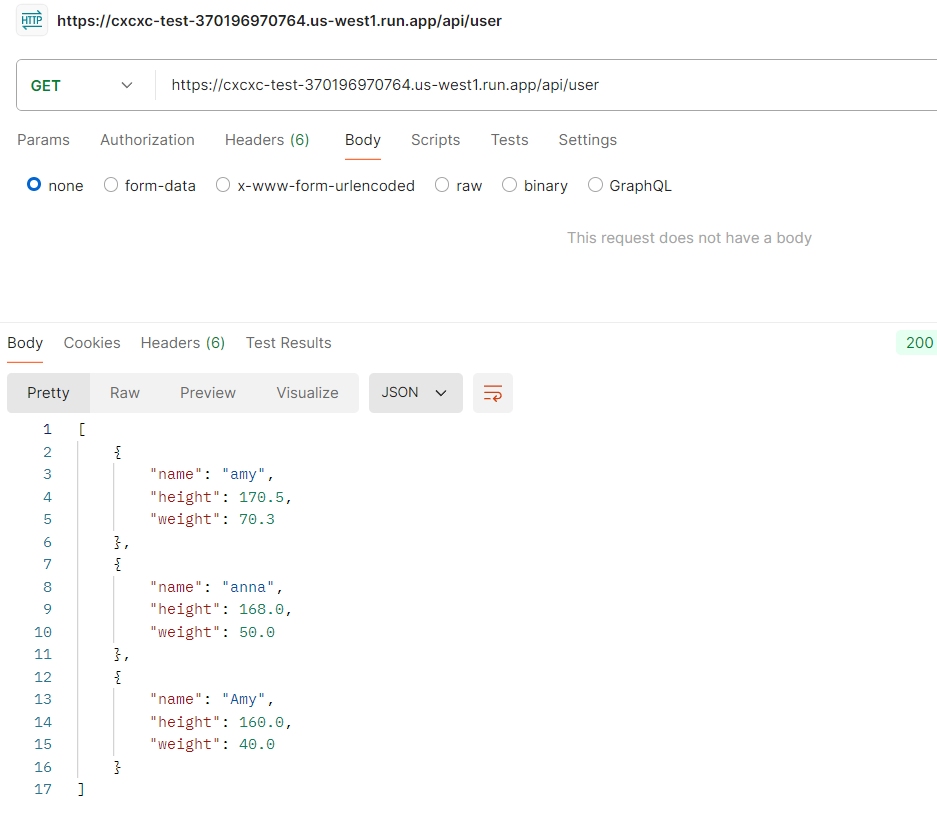 HTTP https://cxcxc-test-370196970764.us-west1.run.app/api/user
GET https://cxcxc-test-370196970764.us-west1.run.app/api/user
Params Authorization Headers (6) Body Scripts Tests Settings
none form-data x-www-form-urlencoded raw binary GraphQL
This request does not have a body
Body Cookies Headers (6) Test Results 200
Pretty Raw Preview Visualize JSON
1 [
2 {
3 "name": "amy",
4 "height": 170.5,
5 "weight": 70.3
6 },
7 {
8 "name": "anna",
9 "height": 168.0,
10 "weight": 50.0
11 },
12 {
13 "name": "Amy",
14 "height": 160.0,
15 "weight": 40.0
16 }
17 ]